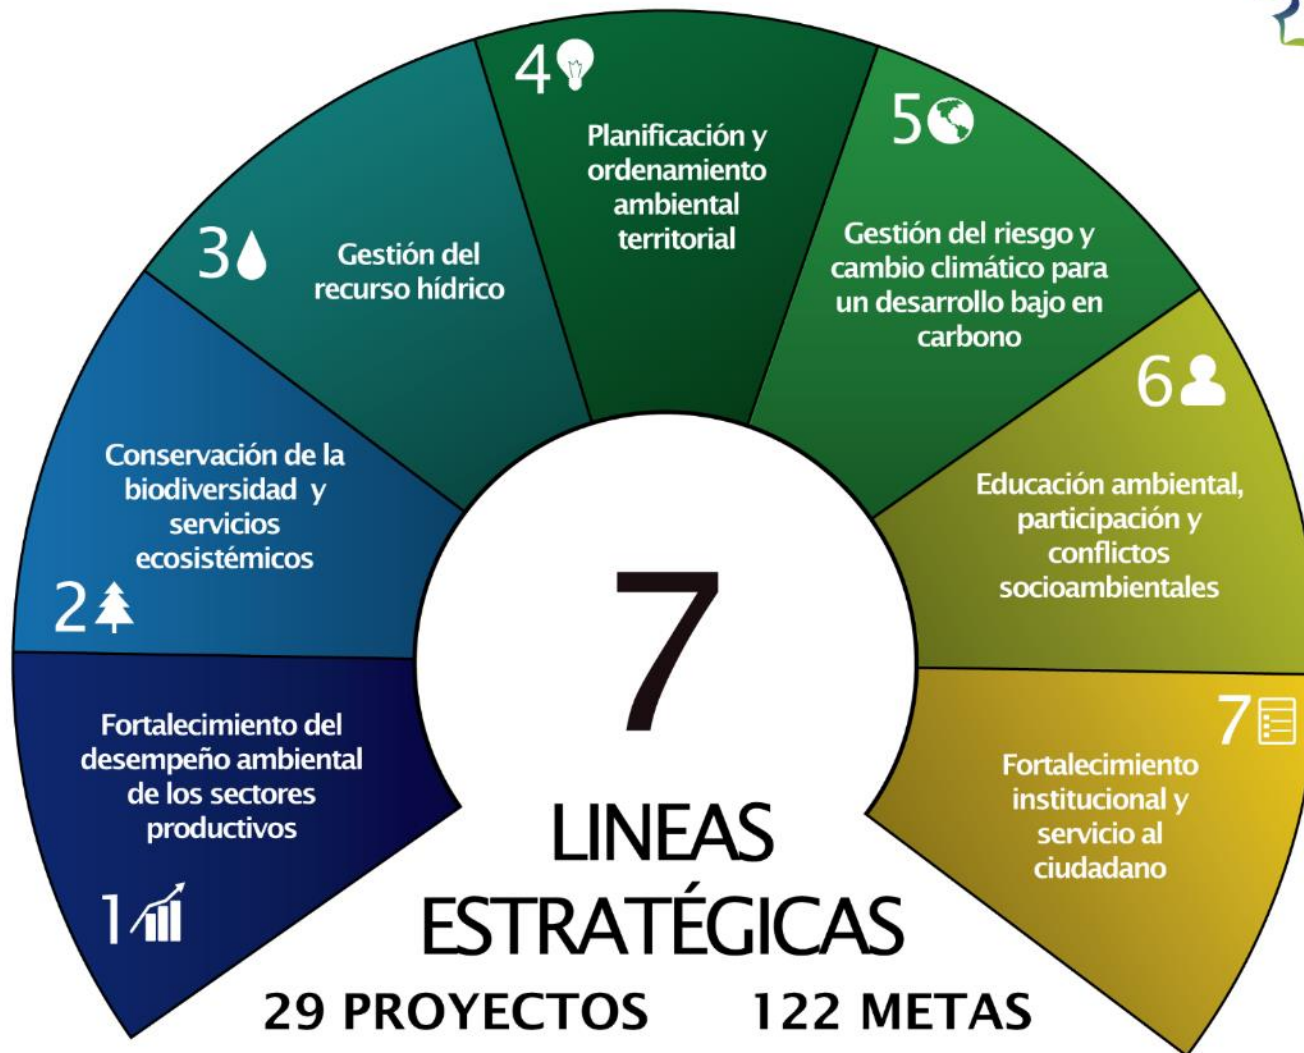 1
Fortalecimiento del
desempeño ambiental
de los sectores
productivos
2
Conservación de la
biodiversidad y
servicios
ecosistémicos
3
Gestión del
recurso hídrico
4
Planificación y
ordenamiento
ambiental
territorial
5
Gestión del riesgo y
cambio climático para
un desarrollo bajo en
carbono
6
Educación ambiental,
participación y
conflictos
socioambientales
7
Fortalecimiento
institucional y
servicio al
ciudadano
7
LINEAS
ESTRATÉGICAS
29 PROYECTOS 122 METAS